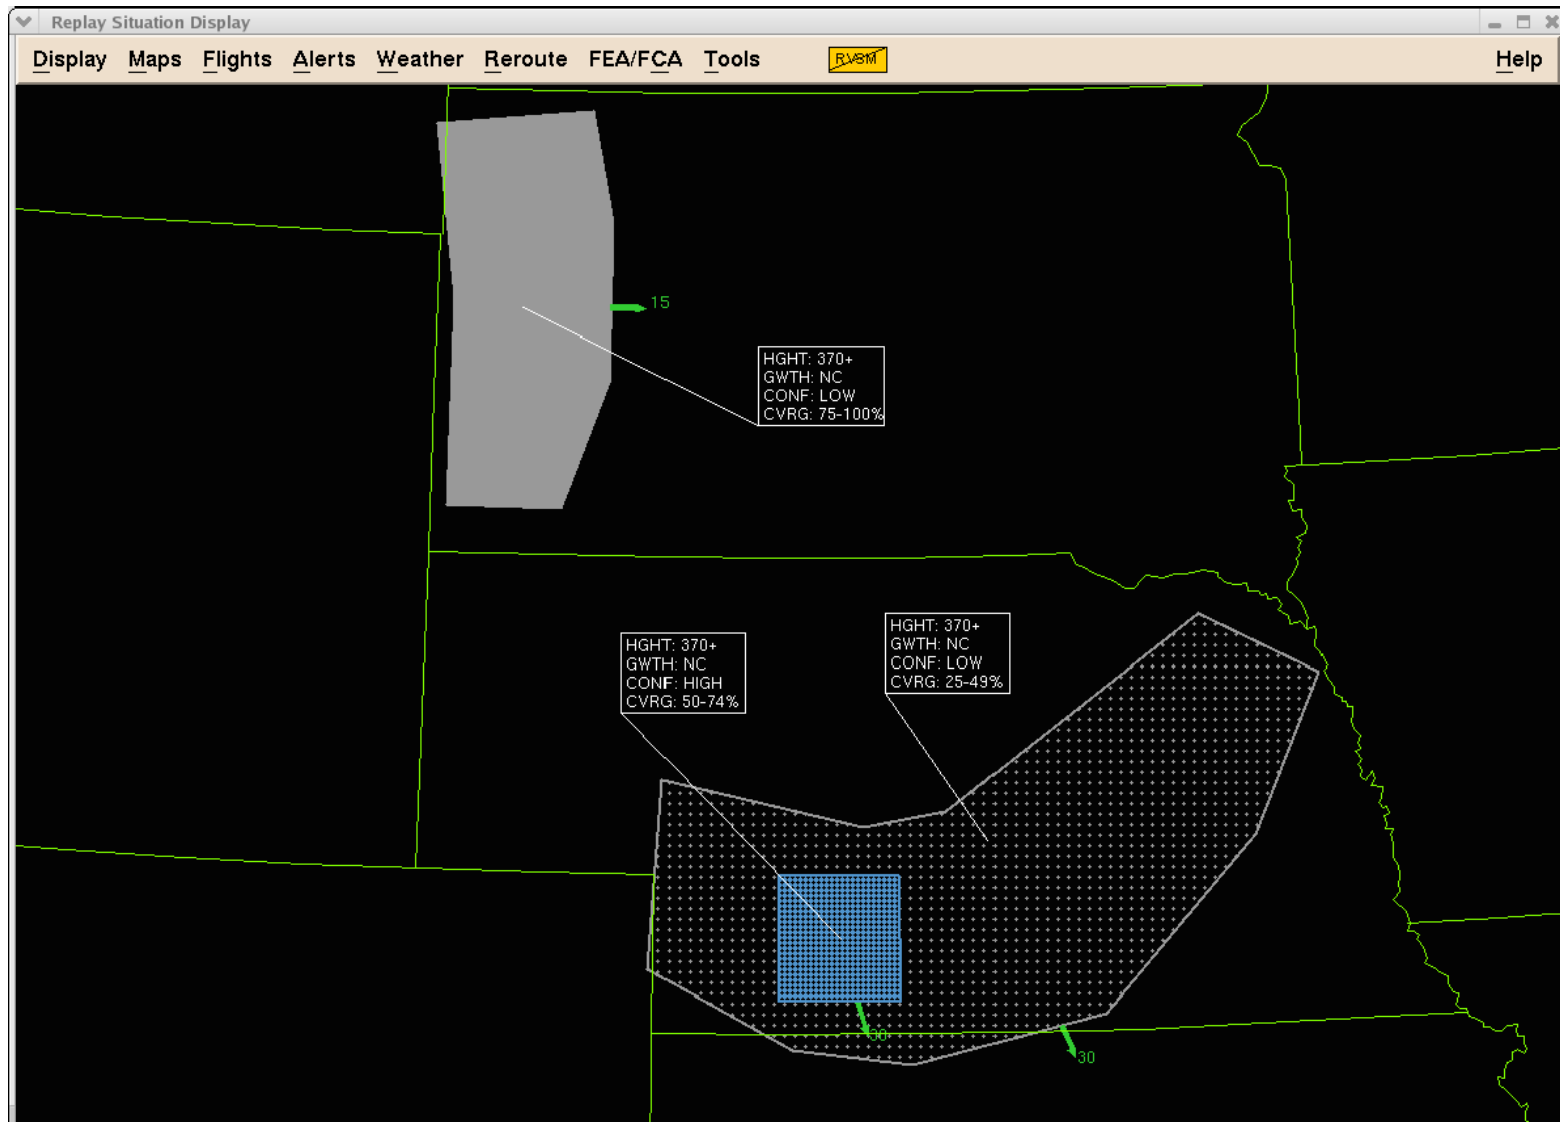 Replay Situation Display
Display Maps Flights Alerts Weather Reroute FEA/FCA Tools RVSM Help
15
HGHT: 370+
GWTH: NC
CONF: LOW
CVRG: 75-100%
HGHT: 370+
GWTH: NC
CONF: HIGH
CVRG: 50-74%
HGHT: 370+
GWTH: NC
CONF: LOW
CVRG: 25-49%
30
30